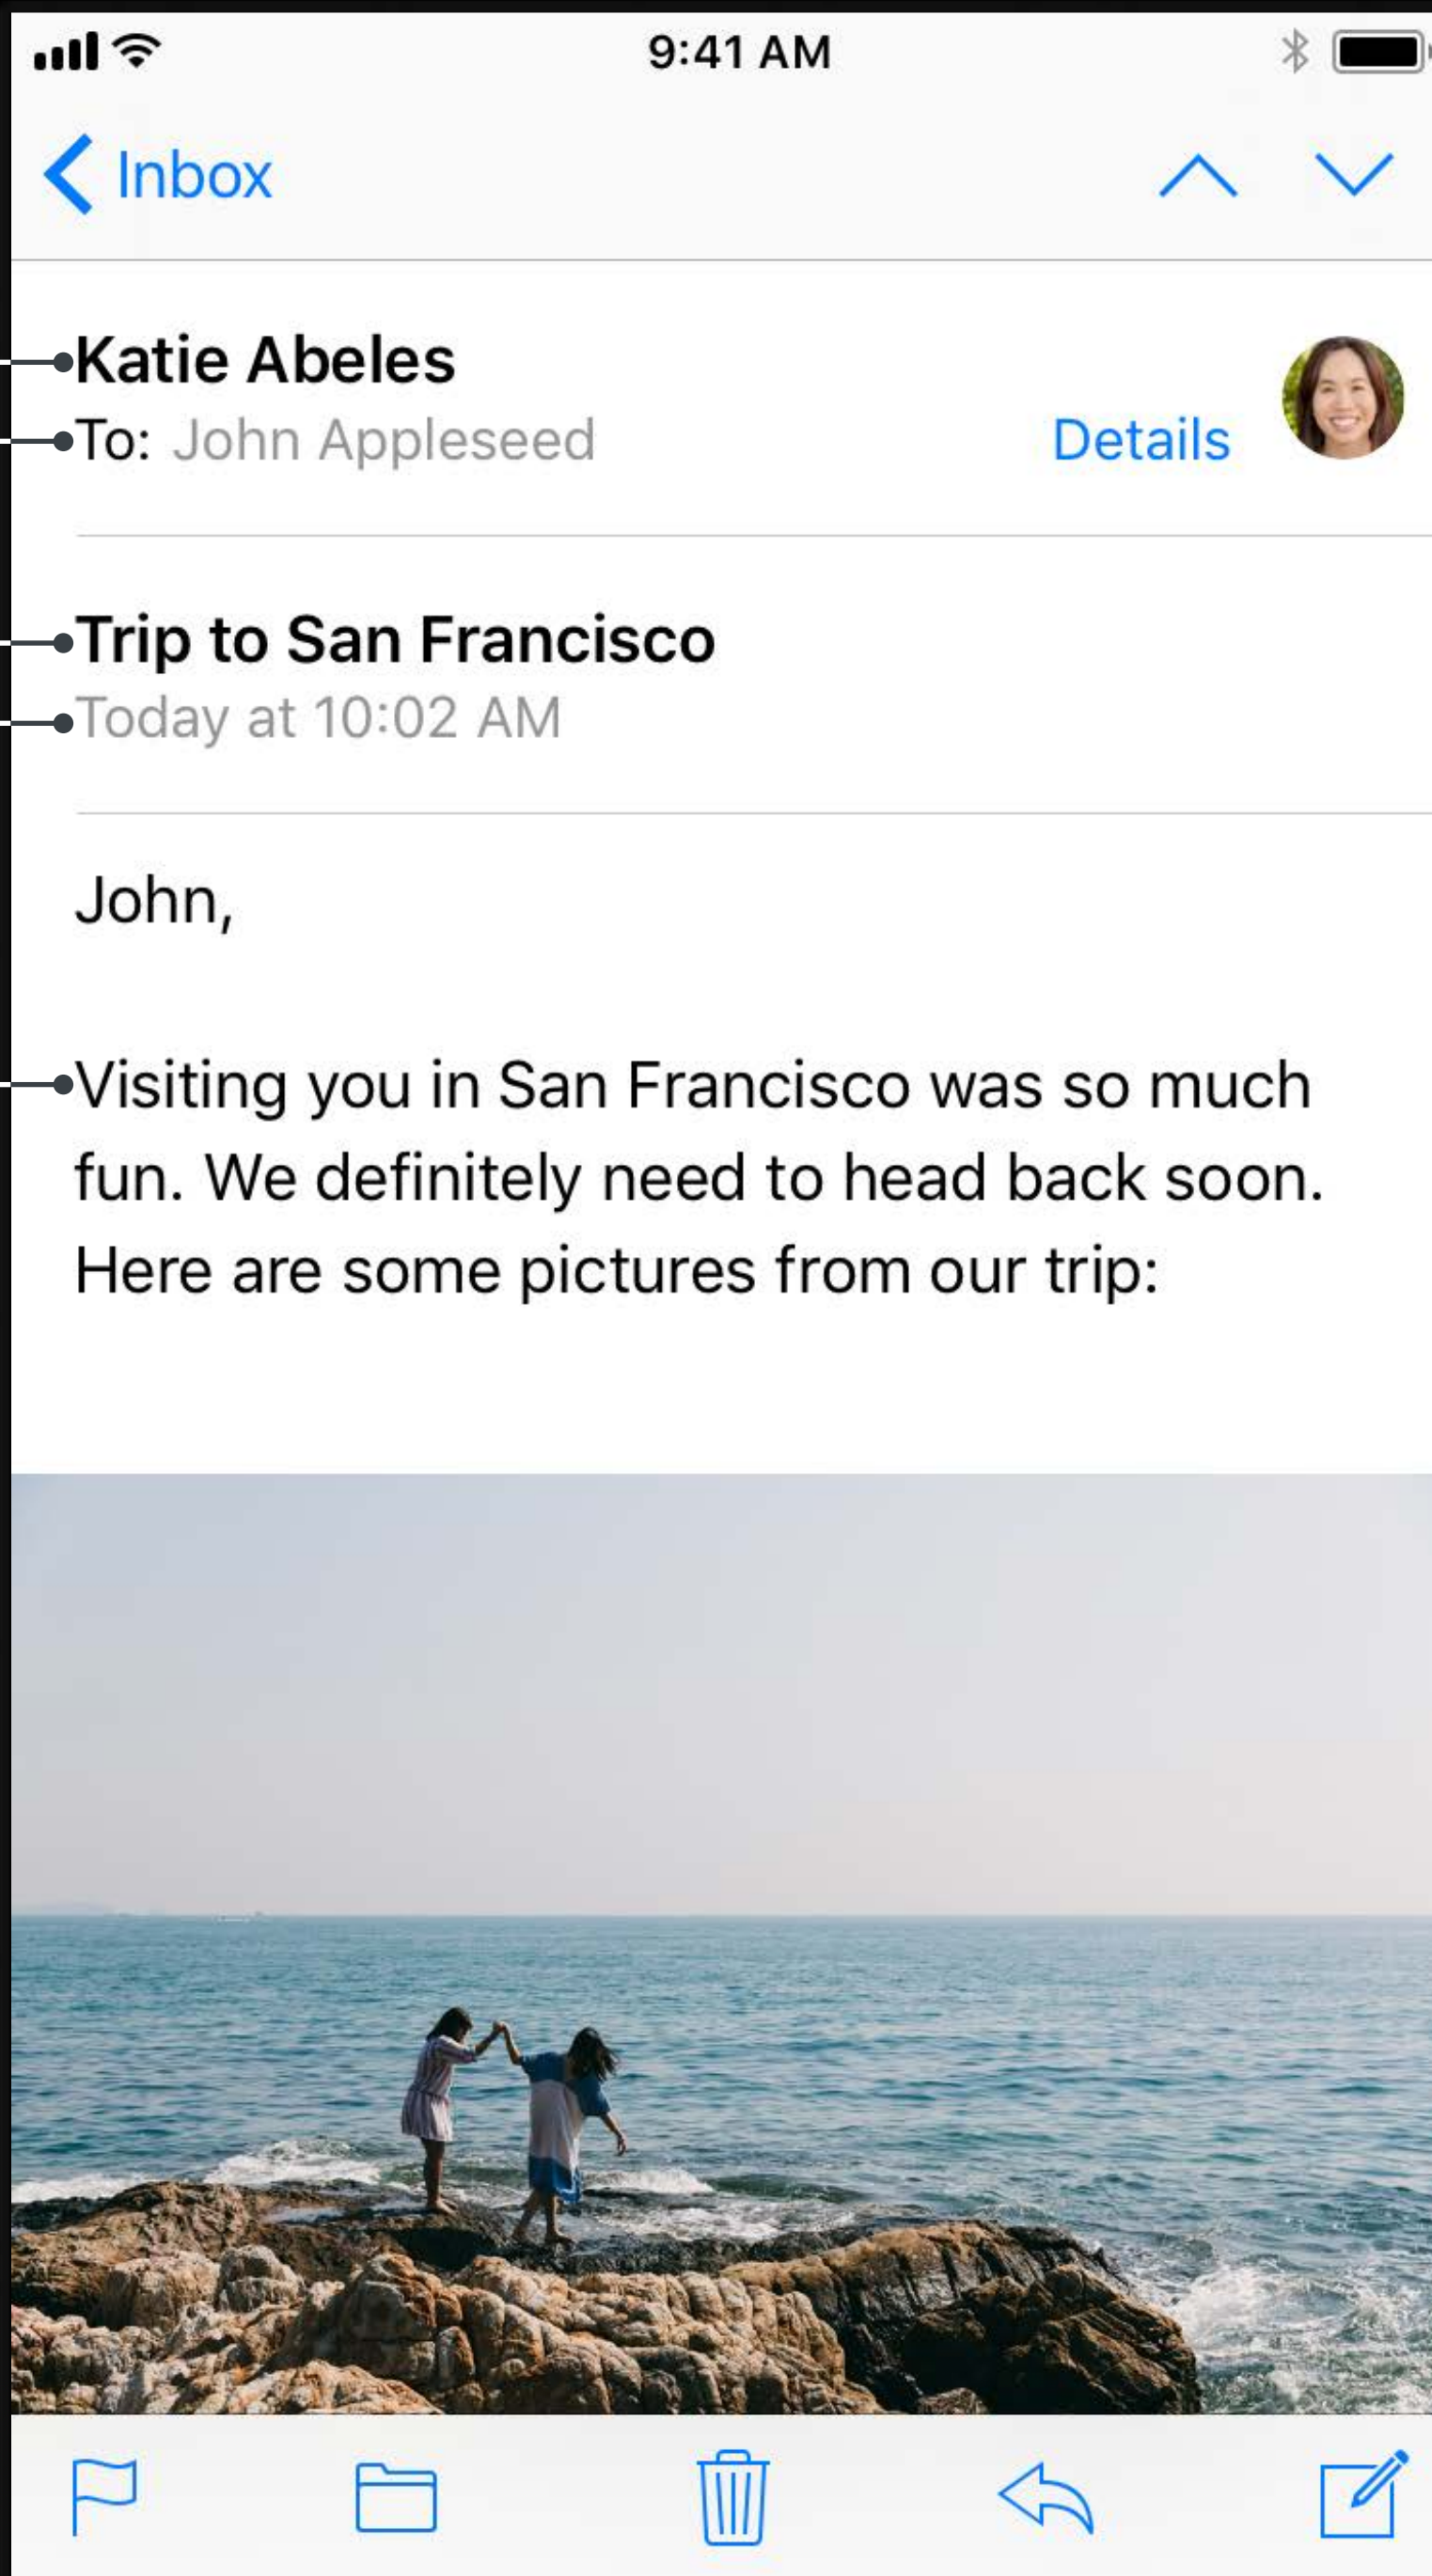 9:41 AM
Inbox
Katie Abeles
To: John Appleseed
Details
Trip to San Francisco
Today at 10:02 AM
John,
Visiting you in San Francisco was so much
fun. We definitely need to head back soon.
Here are some pictures from our trip: